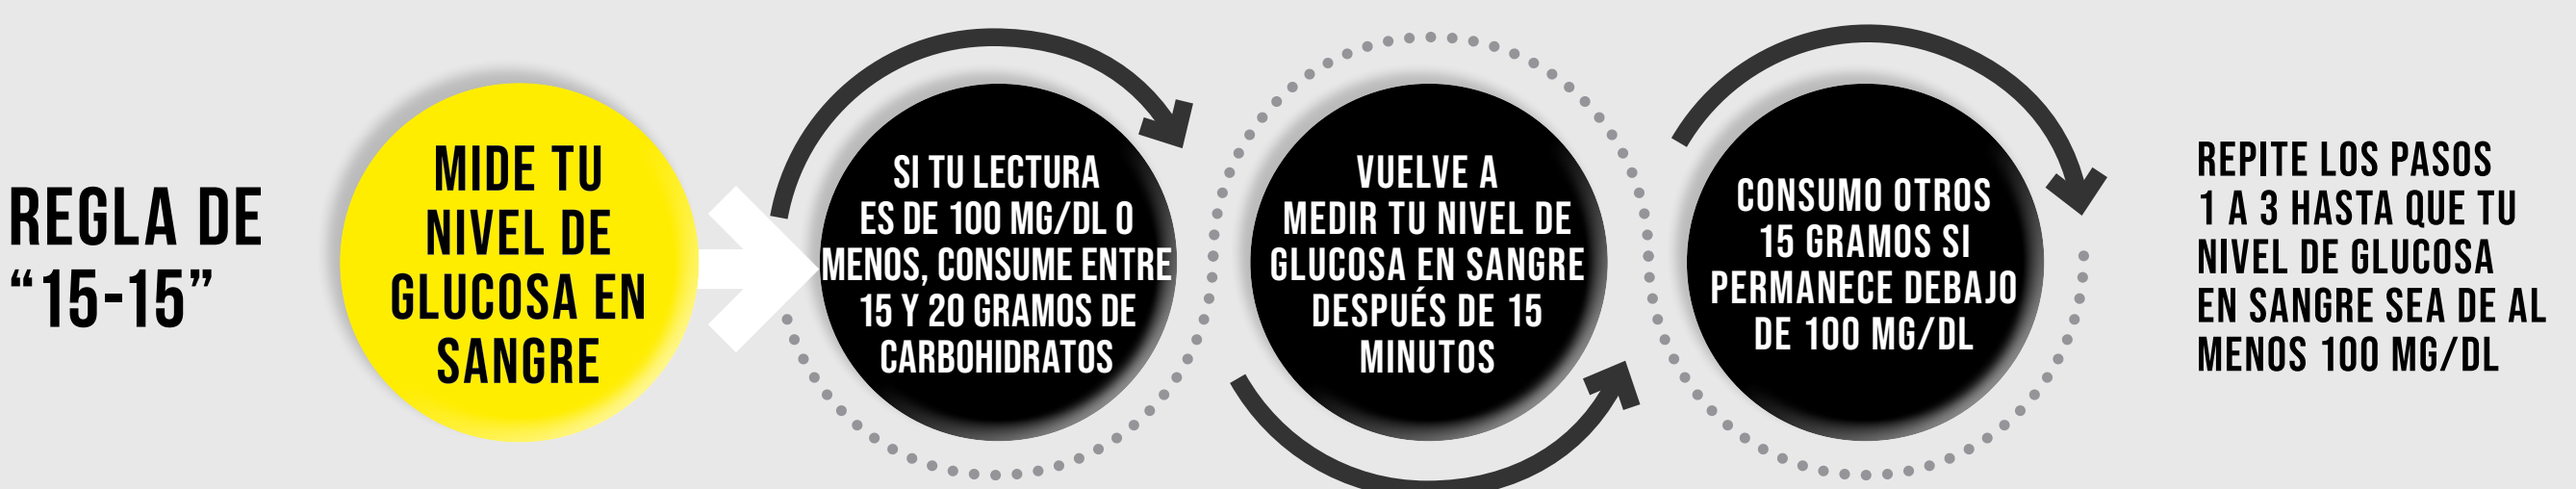 REGLA DE
“15-15”
MIDE TU
NIVEL DE
GLUCOSA EN
SANGRE
SI TU LECTURA
ES DE 100 MG/DL O
MENOS, CONSUME ENTRE
15 Y 20 GRAMOS DE
CARBOHIDRATOS
VUELVE A
MEDIR TU NIVEL DE
GLUCOSA EN SANGRE
DESPUÉS DE 15
MINUTOS
CONSUMO OTROS
15 GRAMOS SI
PERMANECE DEBAJO
DE 100 MG/DL
REPITE LOS PASOS
1 A 3 HASTA QUE TU
NIVEL DE GLUCOSA
EN SANGRE SEA DE AL
MENOS 100 MG/DL